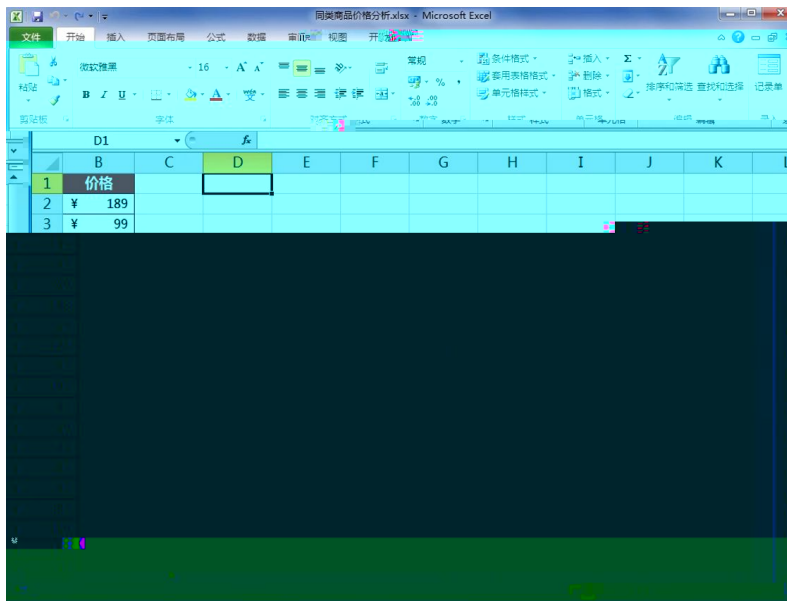 同类商品价格分析.xlsx - Microsoft Excel
文件 开始 插入 页面布局 公式 数据 视图
微软雅黑 16 A A 常规 条件格式 插入 Σ
粘贴 B I U A % 套用表格格式 删除 排序和筛选 查找和选择 记录单
单元格样式 格式
剪贴板 字体
D1 fx
B C D E F G H I J K L
1 价格
2 ¥ 189
3 ¥ 99
¥